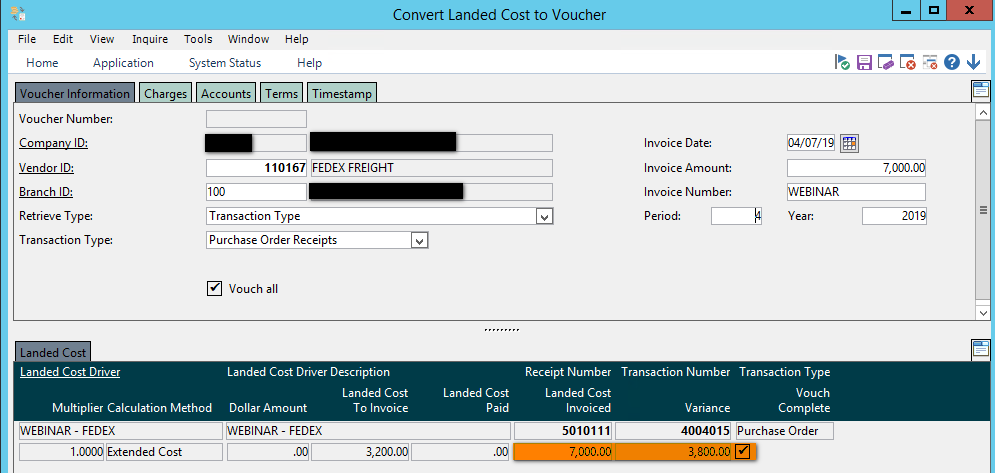 Convert Landed Cost to Voucher
File Edit View Inquire Tools Window Help
Home Application System Status Help
Voucher Information Charges Accounts Terms Timestamp
Voucher Number:
Company ID: Invoice Date: 04/07/19
Vendor ID: 110167 FEDEX FREIGHT Invoice Amount: 7,000.00
Branch ID: 100 Invoice Number: WEBINAR
Retrieve Type: Transaction Type Period: 4 Year: 2019
Transaction Type: Purchase Order Receipts
Vouch all
Landed Cost
Landed Cost Driver Landed Cost Driver Description Receipt Number Transaction Number Transaction Type
Landed Cost Landed Cost Landed Cost Vouch
Multiplier Calculation Method Dollar Amount To Invoice Paid Invoiced Variance Complete
WEBINAR - FEDEX WEBINAR - FEDEX 5010111 4004015 Purchase Order
1.0000 Extended Cost .00 3,200.00 .00 7,000.00 3,800.00